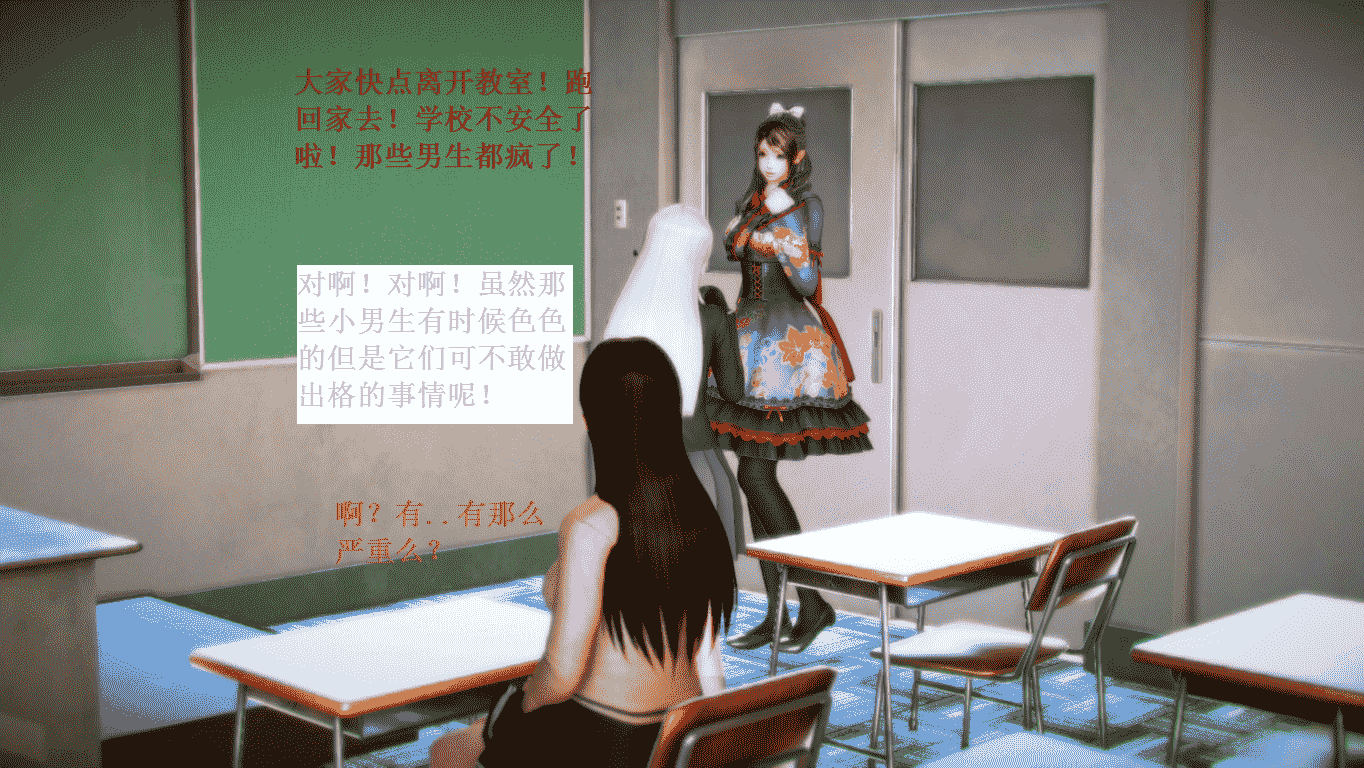 大家快点离开教室！跑
回家去！学校不安全了
啦！那些男生都疯了！
对啊！对啊！虽然那
些小男生有时候色色
的但是它们可不敢做
出格的事情呢！
啊？有..有那么
严重么？